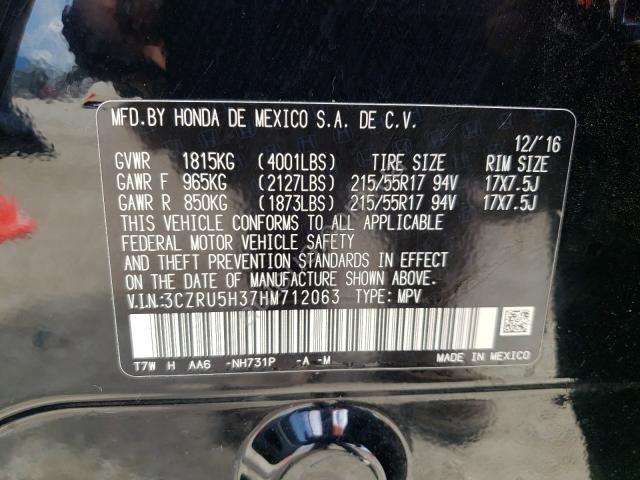 MFD.BY HONDA DE MEXICO S.A. DE C.V.
12/'16
GVWR 1815KG (4001LBS) TIRE SIZE RIM SIZE
GAWR F 965KG (2127LBS) 215/55R17 94V 17X7.5J
GAWR R 850KG (1873LBS) 215/55R17 94V 17X7.5J
THIS VEHICLE CONFORMS TO ALL APPLICABLE
FEDERAL MOTOR VEHICLE SAFETY
AND THEFT PREVENTION STANDARDS IN EFFECT
ON THE DATE OF MANUFACTURE SHOWN ABOVE.
V.I.N:3CZRU5H37HM712063 TYPE: MPV
T7W H AA6 -NH731P -A -M MADE IN MEXICO